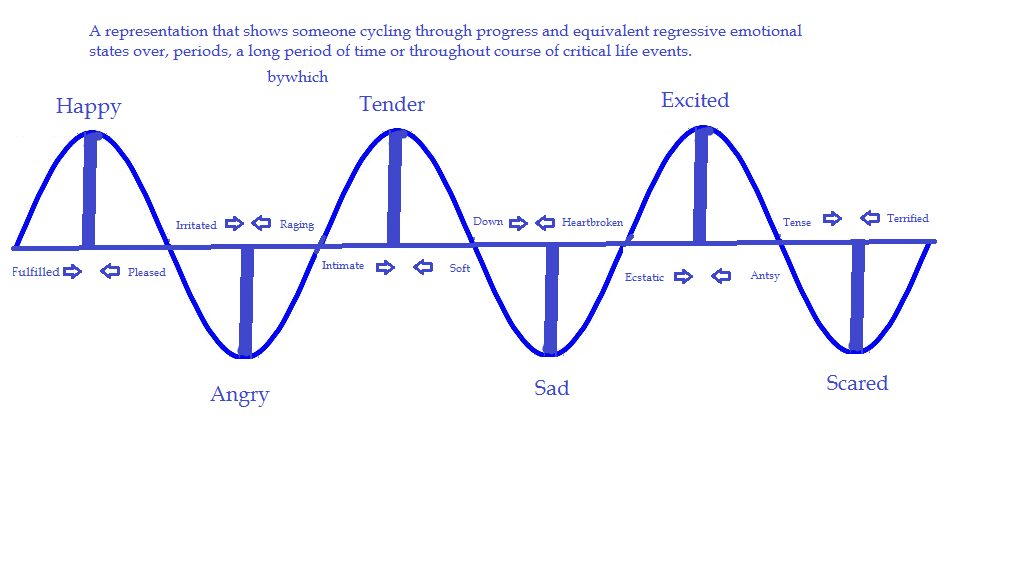 A representation that shows someone cycling through progress and equivalent regressive emotional
states over, periods, a long period of time or throughout course of critical life events.
bywhich
Happy
Tender
Excited
Irritated
Raging
Down
Heartbroken
Tense
Terrified
Fulfilled
Pleased
Intimate
Soft
Ecstatic
Antsy
Angry
Sad
Scared